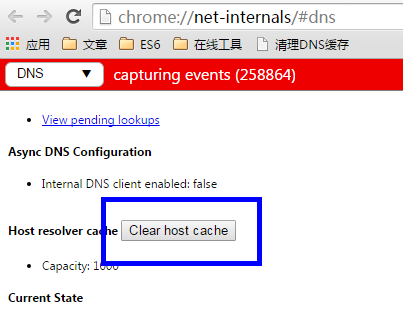 chrome://net-internals/#dns
应用 文章 ES6 在线工具 清理DNS缓存
DNS ▼ capturing events (258864)
• View pending lookups
Async DNS Configuration
• Internal DNS client enabled: false
Host resolver cache Clear host cache
• Capacity: 1000
Current State